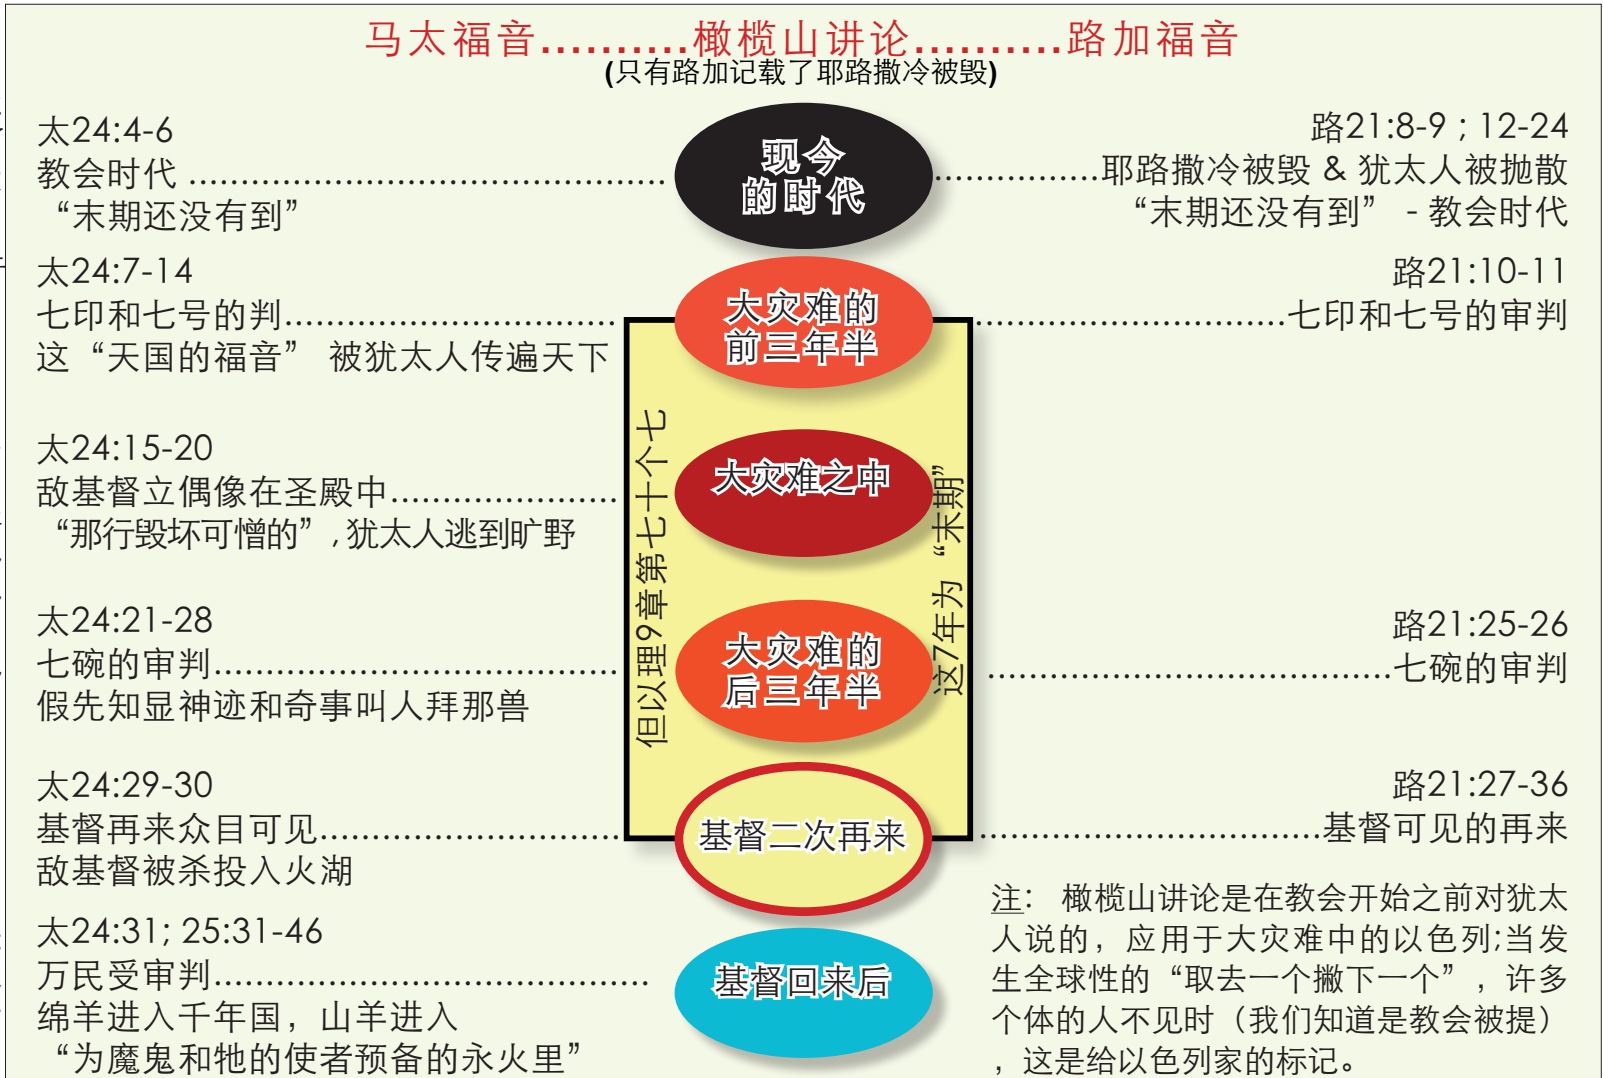 马太福音..........橄榄山讲论..........路加福音
(只有路加记载了耶路撒冷被毁)
太24:4-6
教会时代
“末期还没有到”
现今
的时代
路21:8-9 ; 12-24
耶路撒冷被毁 & 犹太人被抛散
“末期还没有到” - 教会时代
太24:7-14
七印和七号的判
这“天国的福音” 被犹太人传遍天下
大灾难的
前三年半
路21:10-11
七印和七号的审判
但以理9章第七十个七
这7年为“末期”
太24:15-20
敌基督立偶像在圣殿中
“那行毁坏可憎的”, 犹太人逃到旷野
大灾难之中
太24:21-28
七碗的审判
假先知显神迹和奇事叫人拜那兽
大灾难的
后三年半
路21:25-26
七碗的审判
太24:29-30
基督再来众目可见
敌基督被杀投入火湖
基督二次再来
路21:27-36
基督可见的再来
太24:31; 25:31-46
万民受审判
绵羊进入千年国，山羊进入
“为魔鬼和牠的使者预备的永火里”
基督回来后
注： 橄榄山讲论是在教会开始之前对犹太
人说的，应用于大灾难中的以色列;当发
生全球性的“取去一个撇下一个”，许多
个体的人不见时（我们知道是教会被提）
，这是给以色列家的标记。